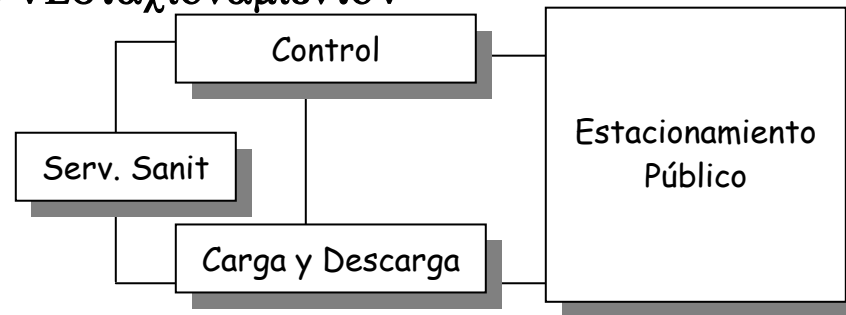 Control
Estacionamiento
Público
Serv. Sanit
Carga y Descarga